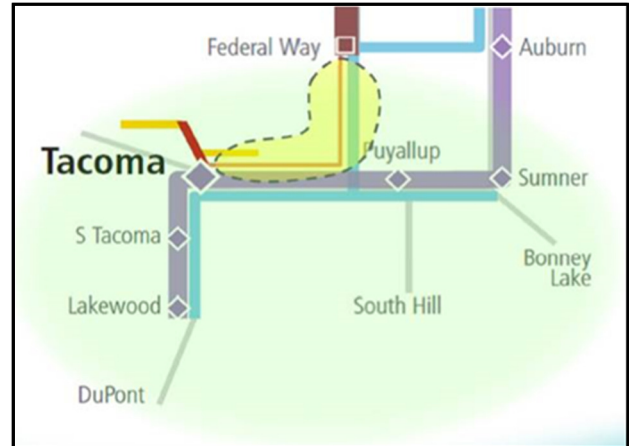 Federal Way
Auburn
Tacoma
Puyallup
Sumner
S Tacoma
Bonney
Lake
Lakewood
South Hill
DuPont